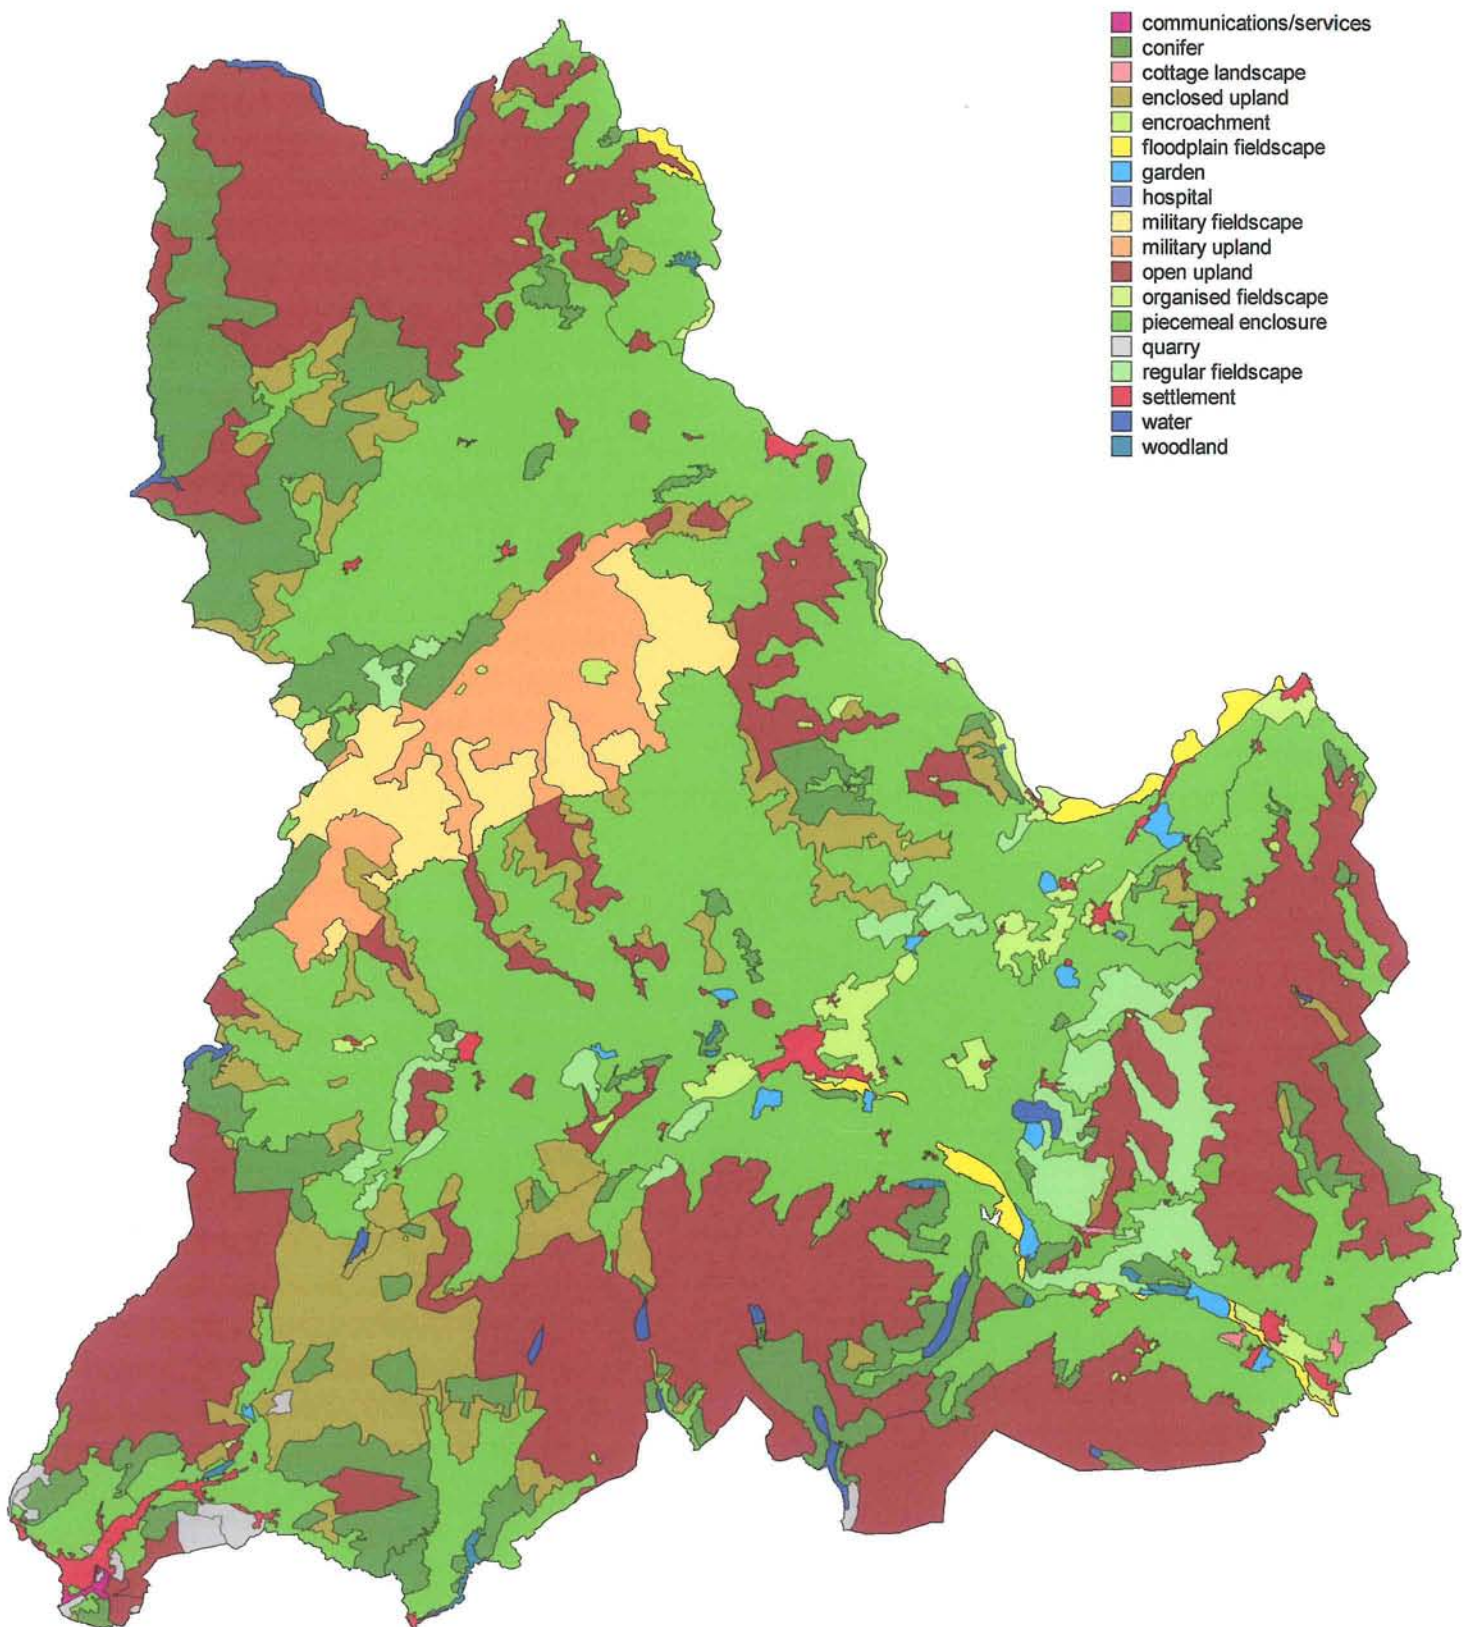 communications/services
conifer
cottage landscape
enclosed upland
encroachment
floodplain fieldscape
garden
hospital
military fieldscape
military upland
open upland
organised fieldscape
piecemeal enclosure
quarry
regular fieldscape
settlement
water
woodland